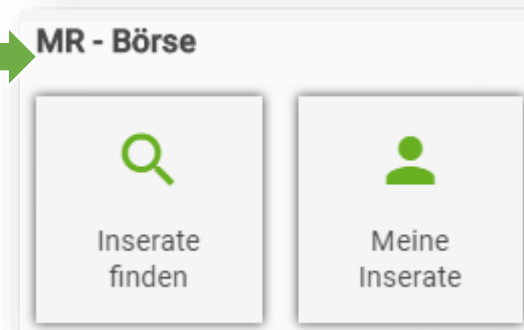 MR - Börse
Inserate
finden
Meine
Inserate